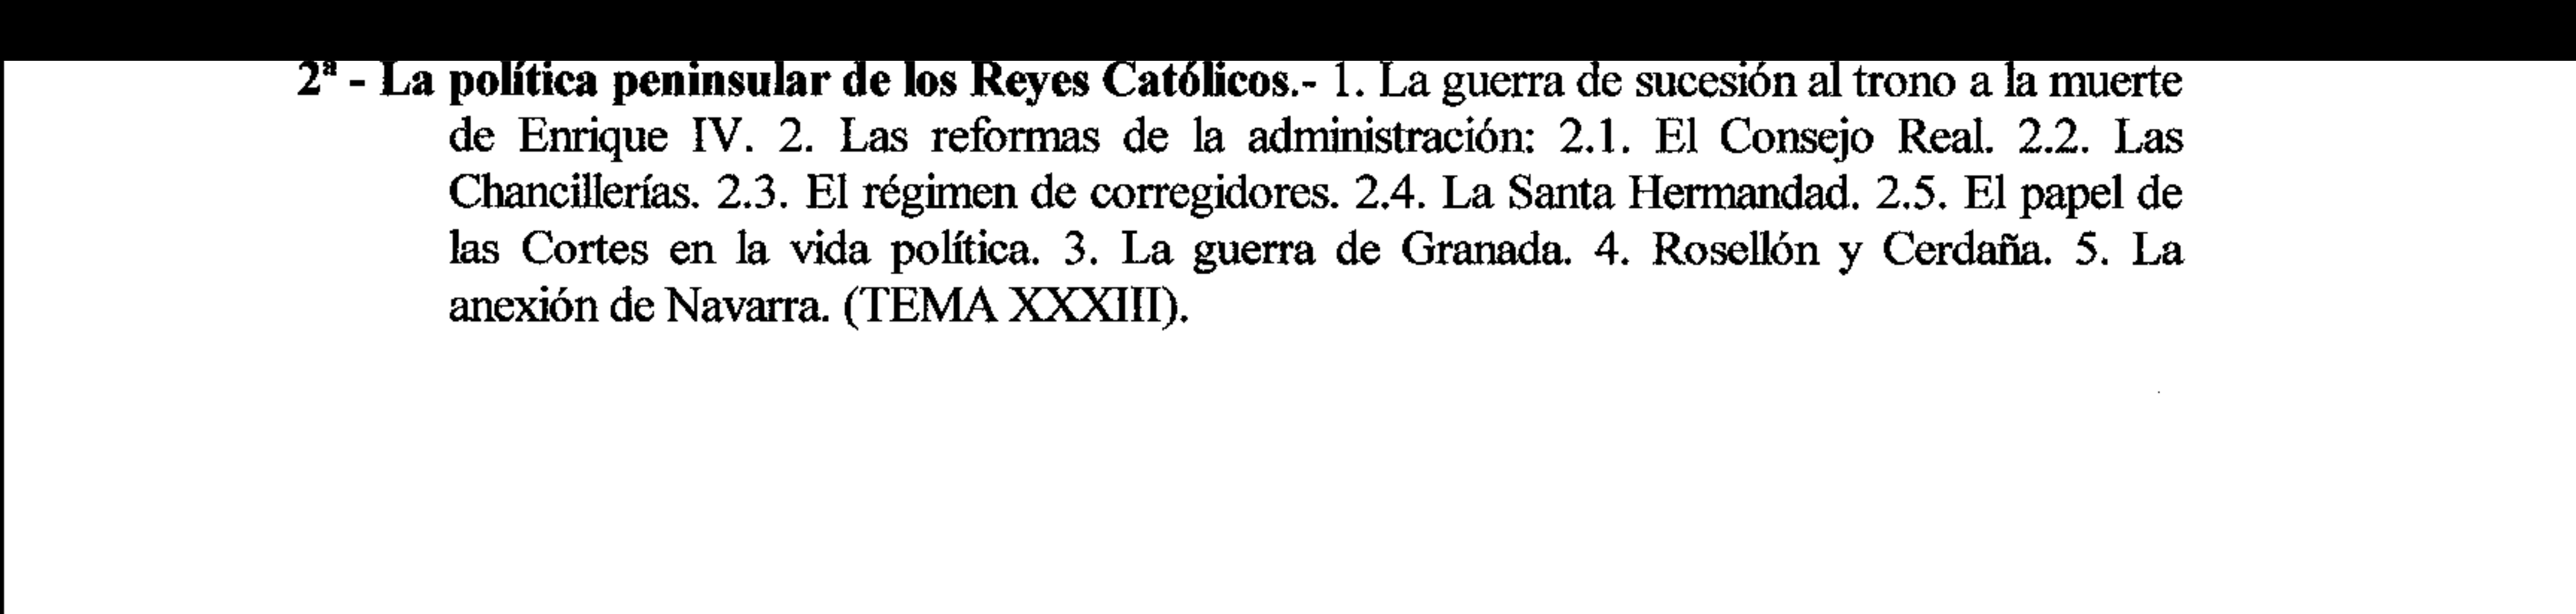 2ª - La política peninsular de los Reyes Católicos.- 1. La guerra de sucesión al trono a la muerte
de Enrique IV. 2. Las reformas de la administración: 2.1. El Consejo Real. 2.2. Las
Chancillerías. 2.3. El régimen de corregidores. 2.4. La Santa Hermandad. 2.5. El papel de
las Cortes en la vida política. 3. La guerra de Granada. 4. Rosellón y Cerdaña. 5. La
anexión de Navarra. (TEMA XXXIII).